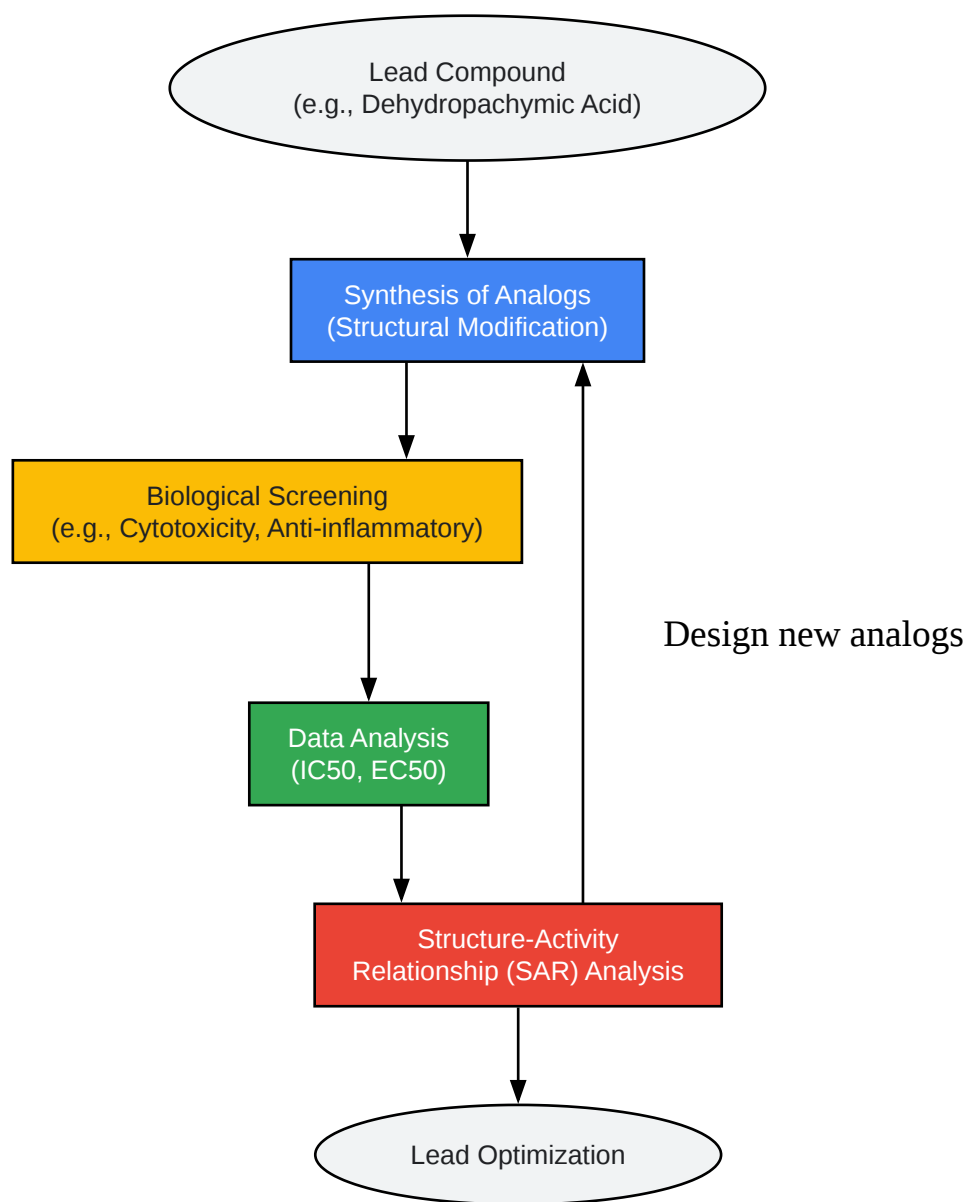 Lead Compound
(e.g., Dehydropachymic Acid)
Synthesis of Analogs
(Structural Modification)
Biological Screening
(e.g., Cytotoxicity, Anti-inflammatory)
Design new analogs
Data Analysis
(IC50, EC50)
Structure-Activity
Relationship (SAR) Analysis
Lead Optimization